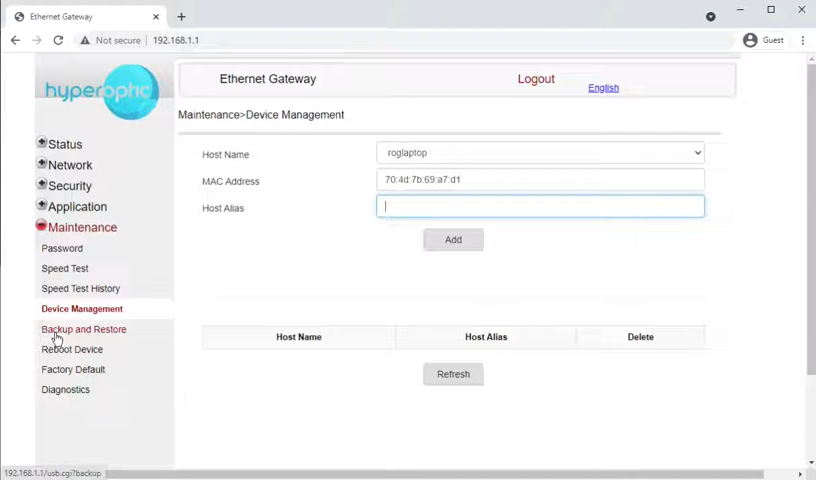 Ethernet Gateway
Not secure
192.168.1.1
Guest
hyperoptic
Ethernet Gateway
Logout
English
Maintenance>Device Management
Status
Network
Security
Application
Maintenance
Password
Speed Test
Speed Test History
Device Management
Backup and Restore
Reboot Device
Factory Default
Diagnostics
Host Name
roglaptop
MAC Address
70:4d:7b:69:a7:d1
Host Alias
Add
Host Name
Host Alias
Delete
Refresh
192.168.1.1/usb.cgi?backup